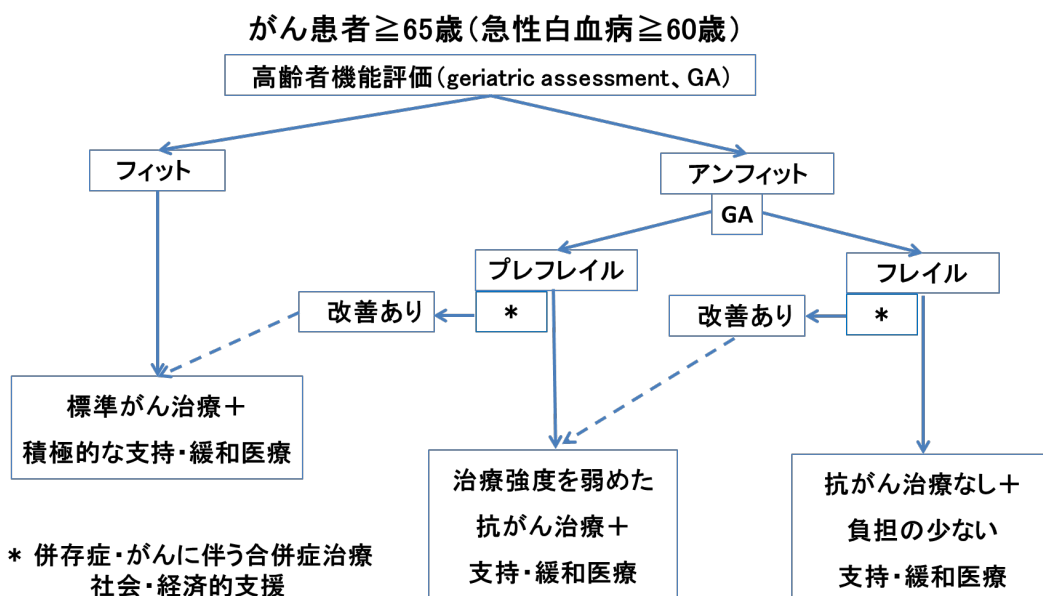 がん患者≧65歳(急性白血病≧60歳)
高齢者機能評価(geriatric assessment、GA)
フィット
アンフィット
GA
プレフレイル
フレイル
改善あり
*
改善あり
*
標準がん治療＋
積極的な支持・緩和医療
治療強度を弱めた
抗がん治療＋
支持・緩和医療
抗がん治療なし＋
負担の少ない
支持・緩和医療
* 併存症・がんに伴う合併症治療
社会・経済的支援